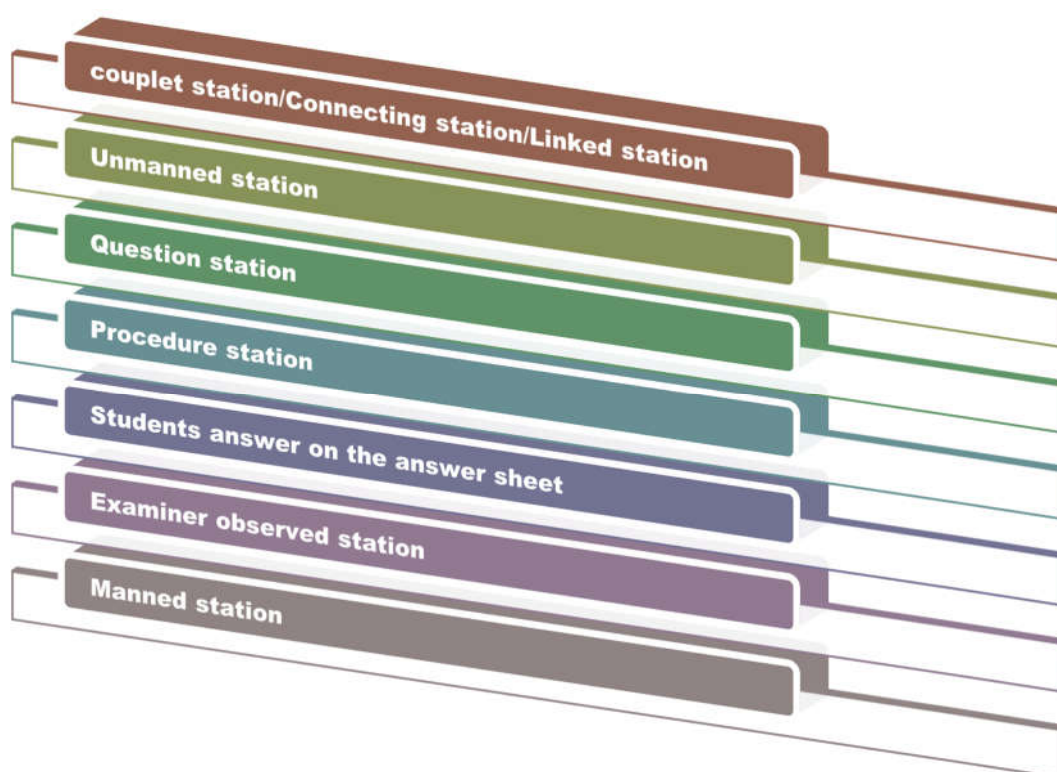 couplet station/Connecting station/Linked station
Unmanned station
Question station
Procedure station
Students answer on the answer sheet
Examiner observed station
Manned station